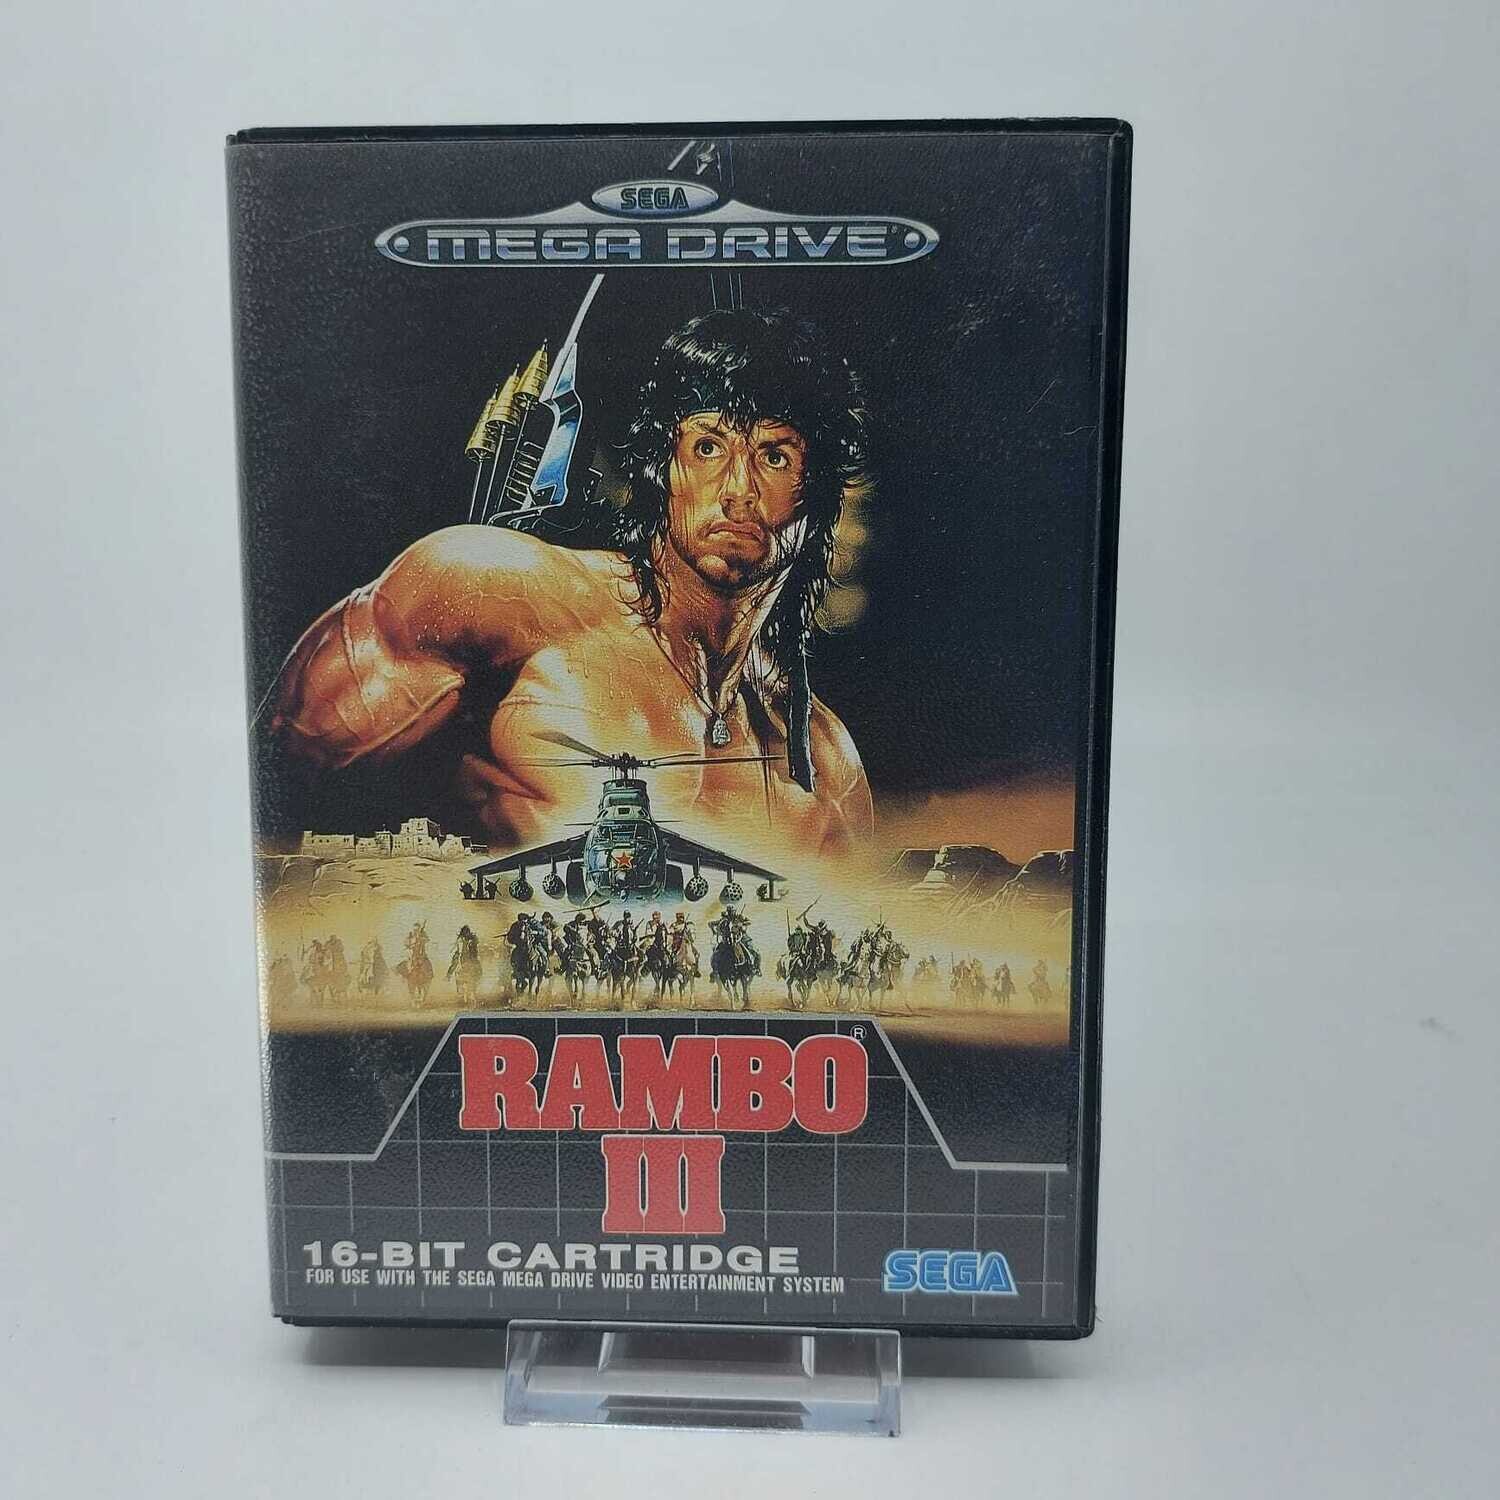 SEGA
MEGA DRIVE
RAMBO®
III
16-BIT CARTRIDGE
FOR USE WITH THE SEGA MEGA DRIVE VIDEO ENTERTAINMENT SYSTEM
SEGA